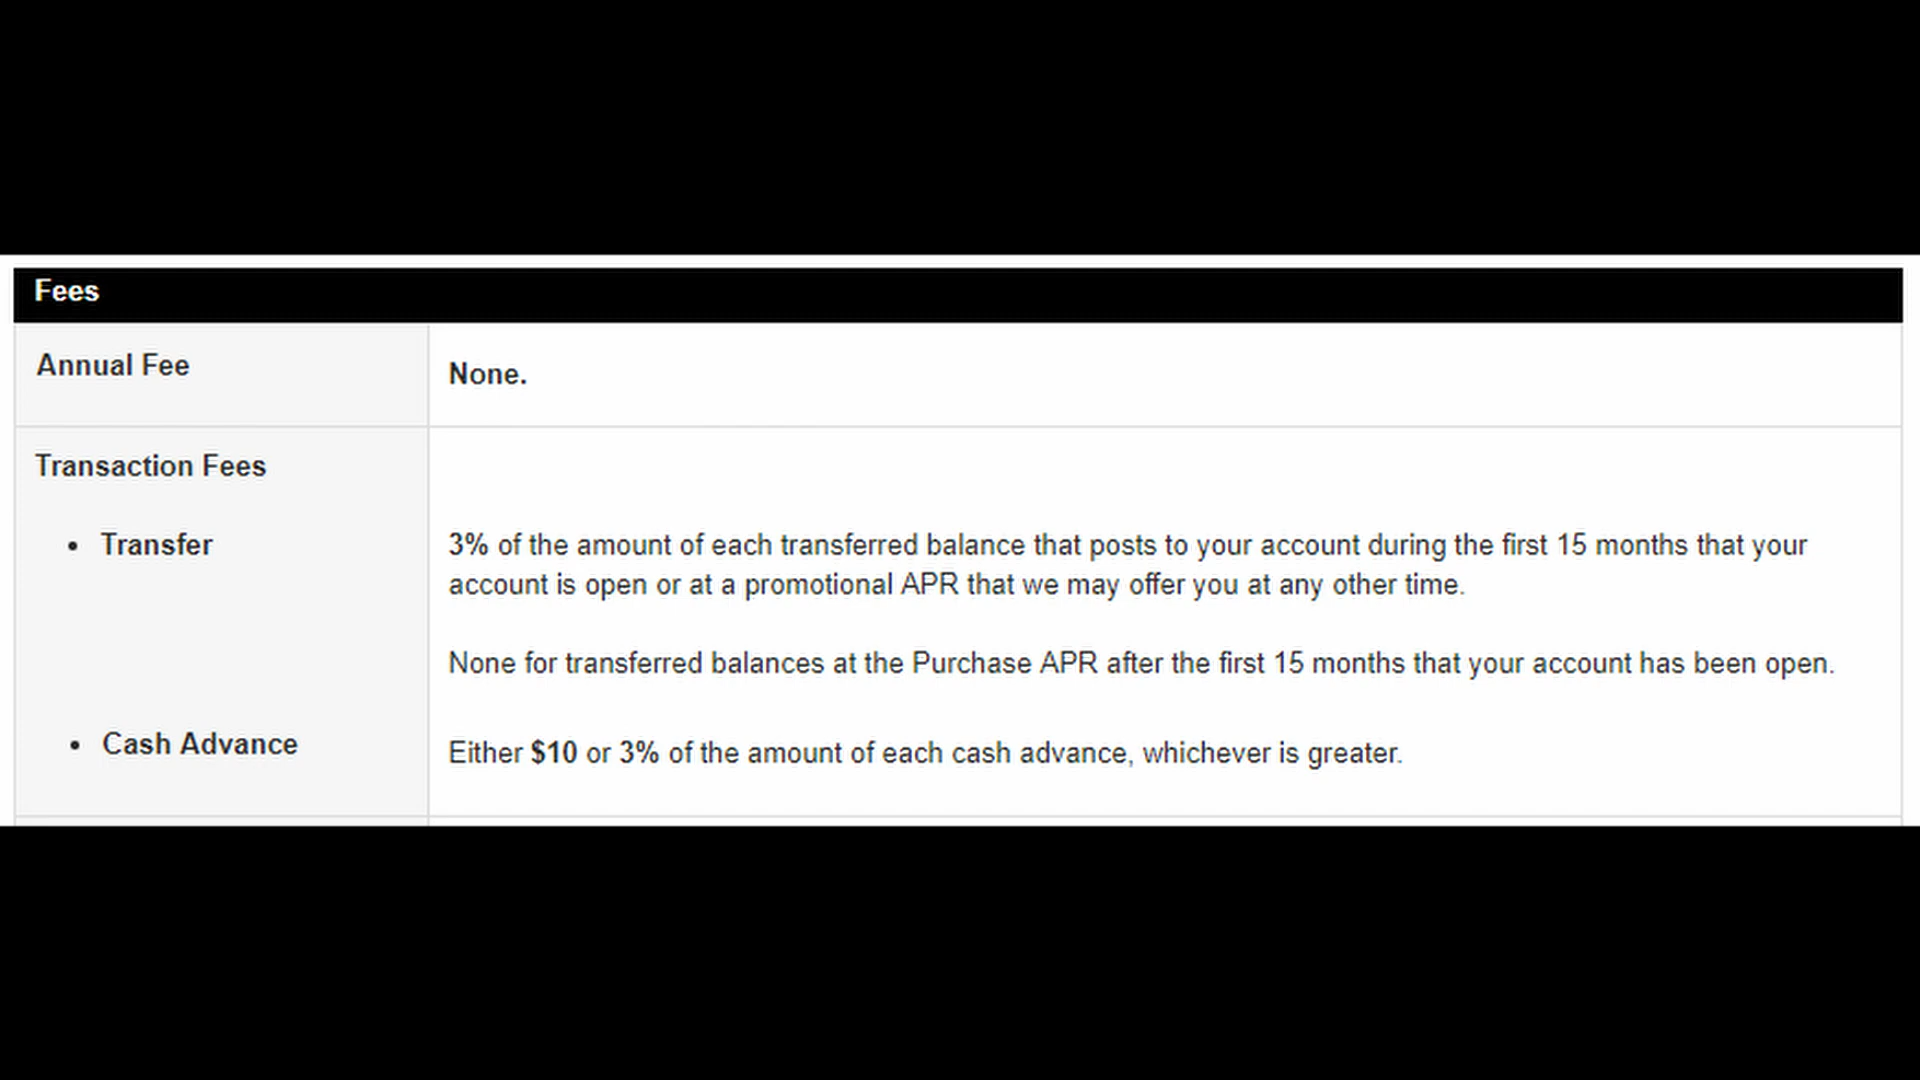 Fees
Annual Fee
None.
Transaction Fees
• Transfer
3% of the amount of each transferred balance that posts to your account during the first 15 months that your
account is open or at a promotional APR that we may offer you at any other time.
None for transferred balances at the Purchase APR after the first 15 months that your account has been open.
• Cash Advance
Either $10 or 3% of the amount of each cash advance, whichever is greater.